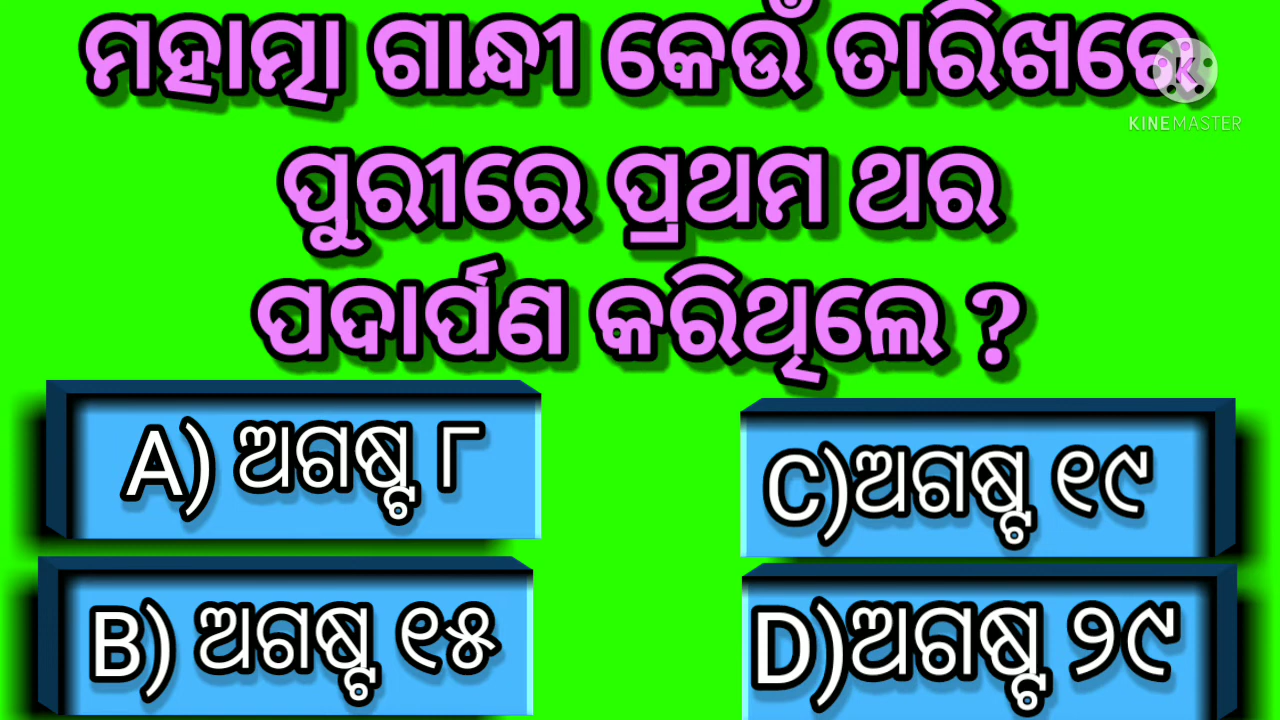 ମହାତ୍ମା ଗାନ୍ଧୀ କେଉଁ ତାରିଖରେ
KINEMASTER
ପୁରୀରେ ପ୍ରଥମ ଥର
ପଦାର୍ପଣ କରିଥିଲେ ?
A) ଅଗଷ୍ଟ ୮
C)ଅଗଷ୍ଟ ୧୯
B) ଅଗଷ୍ଟ ୧୫
D)ଅଗଷ୍ଟ ୨୯